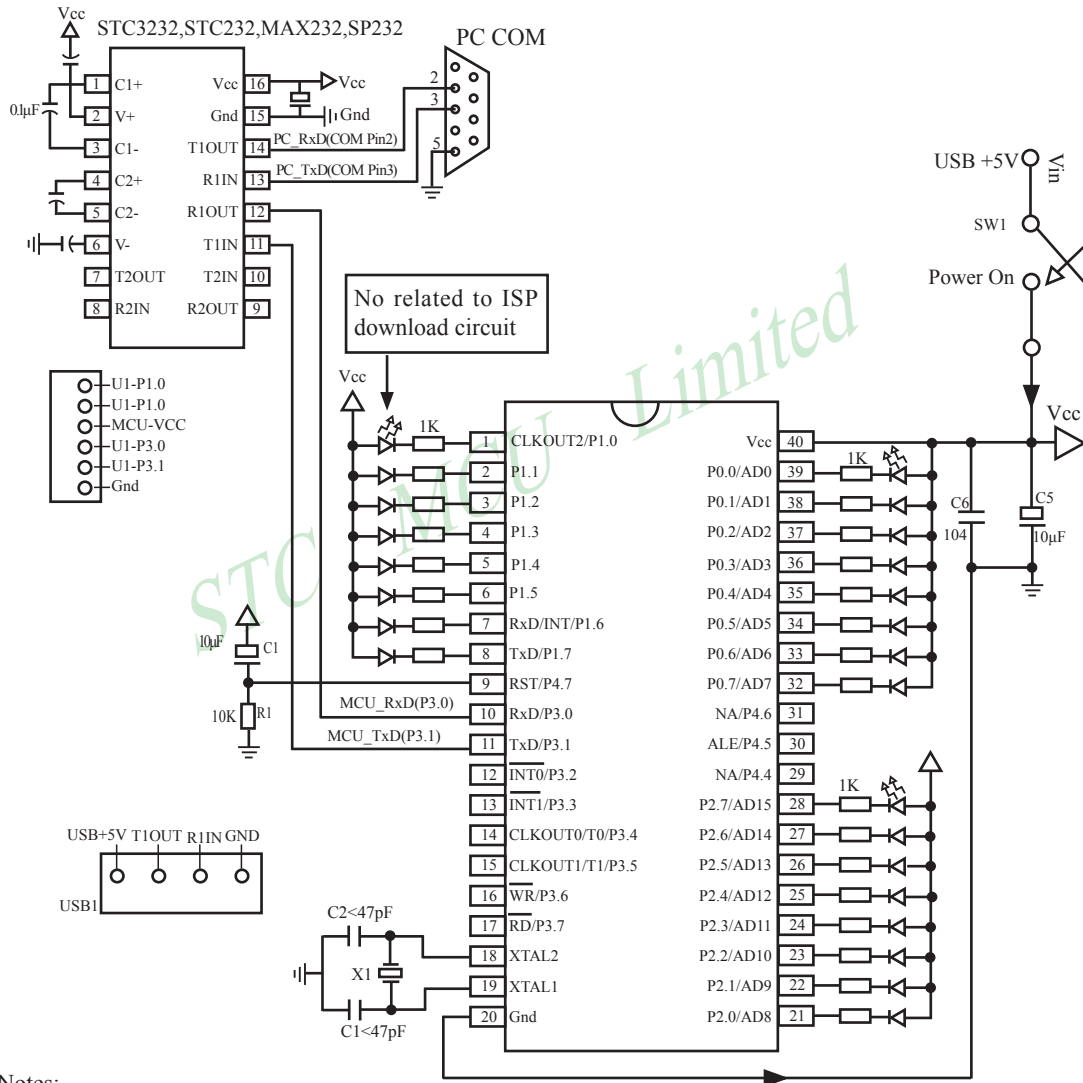 Vcc
STC3232,STC232,MAX232,SP232
PC COM
1 C1+ Vcc 16 Vcc
0.1µF
2 V+ Gnd 15 Gnd
3 C1- T1OUT 14 PC_RxD(COM Pin2)
4 C2+ R1IN 13 PC_TxD(COM Pin3)
5 C2- R1OUT 12
6 V- T1IN 11
7 T2OUT T2IN 10
8 R2IN R2OUT 9
2
3
5
USB +5V
Vin
SW1
Power On
No related to ISP
download circuit
U1-P1.0
U1-P1.0
MCU-VCC
U1-P3.0
U1-P3.1
Gnd
STC MCU Limited
Vcc
1K
1 CLKOUT2/P1.0 Vcc 40
Vcc
2 P1.1 P0.0/AD0 39 1K
3 P1.2 P0.1/AD1 38
4 P1.3 P0.2/AD2 37
5 P1.4 P0.3/AD3 36
6 P1.5 P0.4/AD4 35
7 RxD/INT/P1.6 P0.5/AD5 34
8 TxD/P1.7 P0.6/AD6 33
9 RST/P4.7 P0.7/AD7 32
10 RxD/P3.0 NA/P4.6 31
11 TxD/P3.1 ALE/P4.5 30
12 INT0/P3.2 NA/P4.4 29
13 INT1/P3.3 P2.7/AD15 28 1K
14 CLKOUT0/T0/P3.4 P2.6/AD14 27
15 CLKOUT1/T1/P3.5 P2.5/AD13 26
16 WR/P3.6 P2.4/AD12 25
17 RD/P3.7 P2.3/AD11 24
18 XTAL2 P2.2/AD10 23
19 XTAL1 P2.1/AD9 22
20 Gnd P2.0/AD8 21
C6
104
C5
10µF
10µF
C1
10K
R1
MCU_RxD(P3.0)
MCU_TxD(P3.1)
USB+5V T1OUT R1IN GND
USB1
C2<47pF
X1
C1<47pF
Notes: